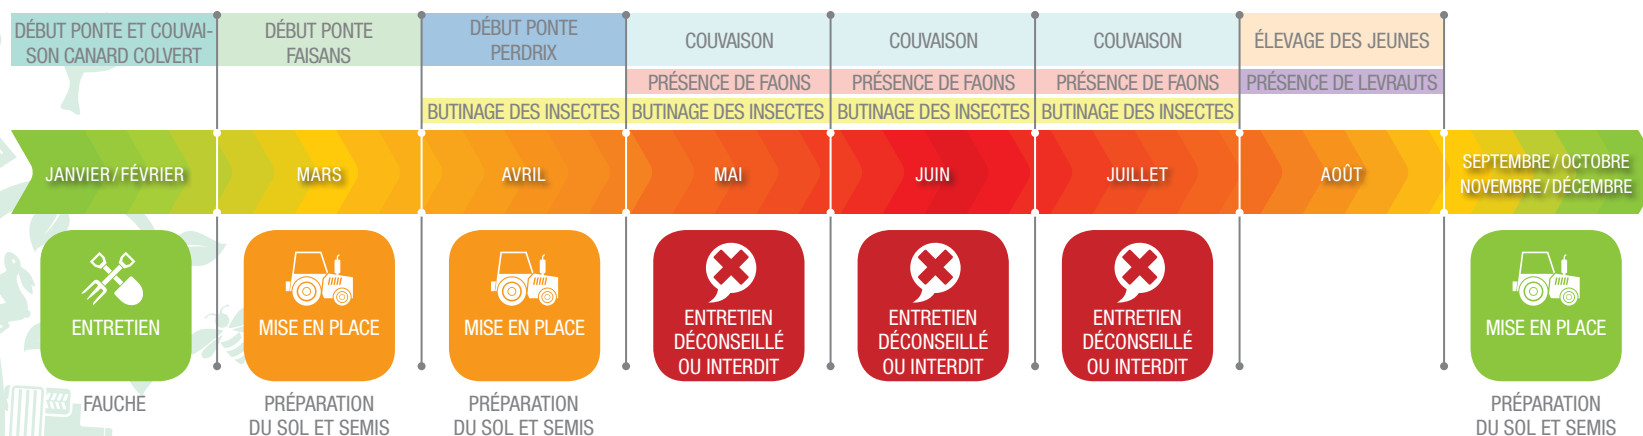 DÉBUT PONTE ET COUVAI-
SON CANARD COLVERT
DÉBUT PONTE
FAISANS
DÉBUT PONTE
PERDRIX
COUVAISON
COUVAISON
COUVAISON
ÉLEVAGE DES JEUNES
PRÉSENCE DE FAONS
PRÉSENCE DE FAONS
PRÉSENCE DE FAONS
PRÉSENCE DE LEVRAUTS
BUTINAGE DES INSECTES
BUTINAGE DES INSECTES
BUTINAGE DES INSECTES
BUTINAGE DES INSECTES
JANVIER / FÉVRIER
MARS
AVRIL
MAI
JUIN
JUILLET
AOÛT
SEPTEMBRE / OCTOBRE
NOVEMBRE / DÉCEMBRE
ENTRETIEN
MISE EN PLACE
MISE EN PLACE
ENTRETIEN
DÉCONSEILLÉ
OU INTERDIT
ENTRETIEN
DÉCONSEILLÉ
OU INTERDIT
ENTRETIEN
DÉCONSEILLÉ
OU INTERDIT
MISE EN PLACE
FAUCHE
PRÉPARATION
DU SOL ET SEMIS
PRÉPARATION
DU SOL ET SEMIS
PRÉPARATION
DU SOL ET SEMIS